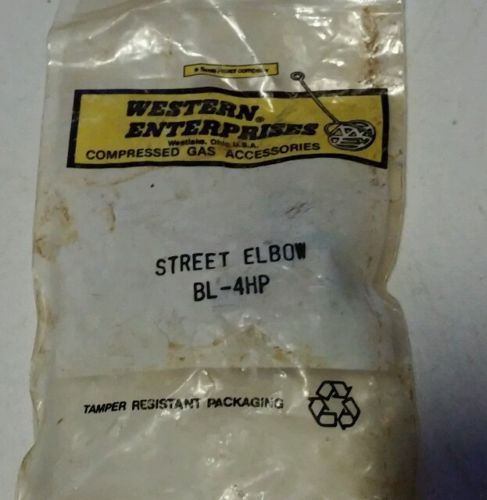 WESTERN®
ENTERPRISES
Westlake, Ohio, U.S.A.
COMPRESSED GAS ACCESSORIES
STREET ELBOW
BL-4HP
TAMPER RESISTANT PACKAGING